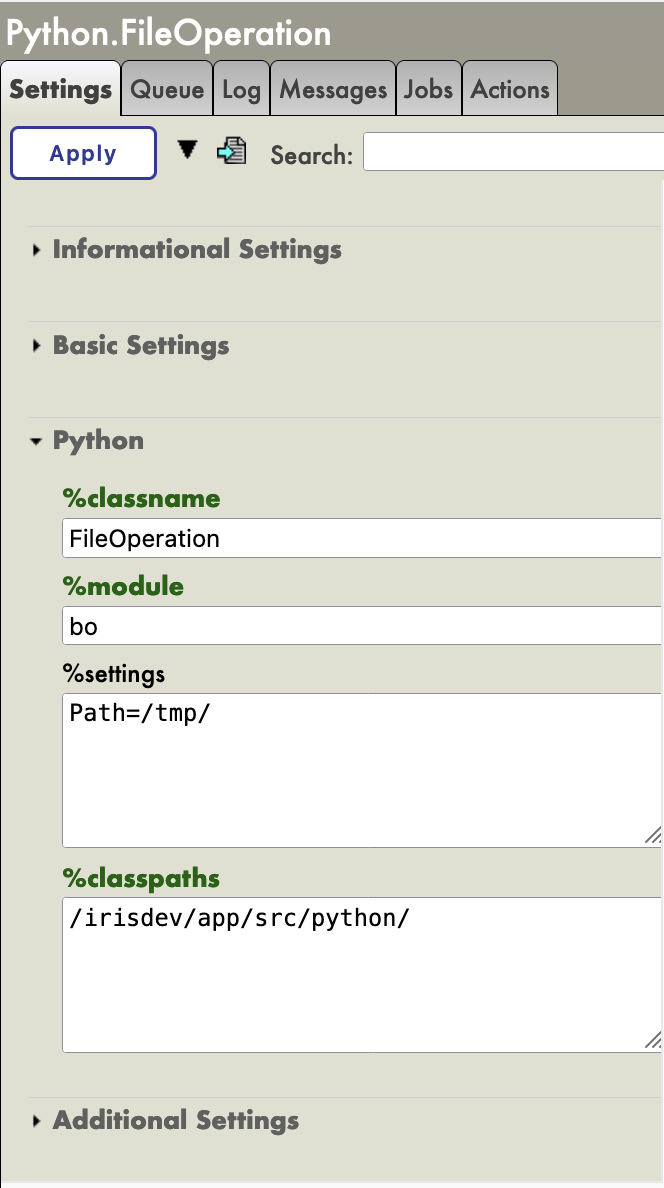 Python.FileOperation
Settings Queue Log Messages Jobs Actions
Apply Search:
Informational Settings
Basic Settings
Python
%classname
FileOperation
%module
bo
%settings
Path=/tmp/
%classpaths
/irisdev/app/src/python/
Additional Settings